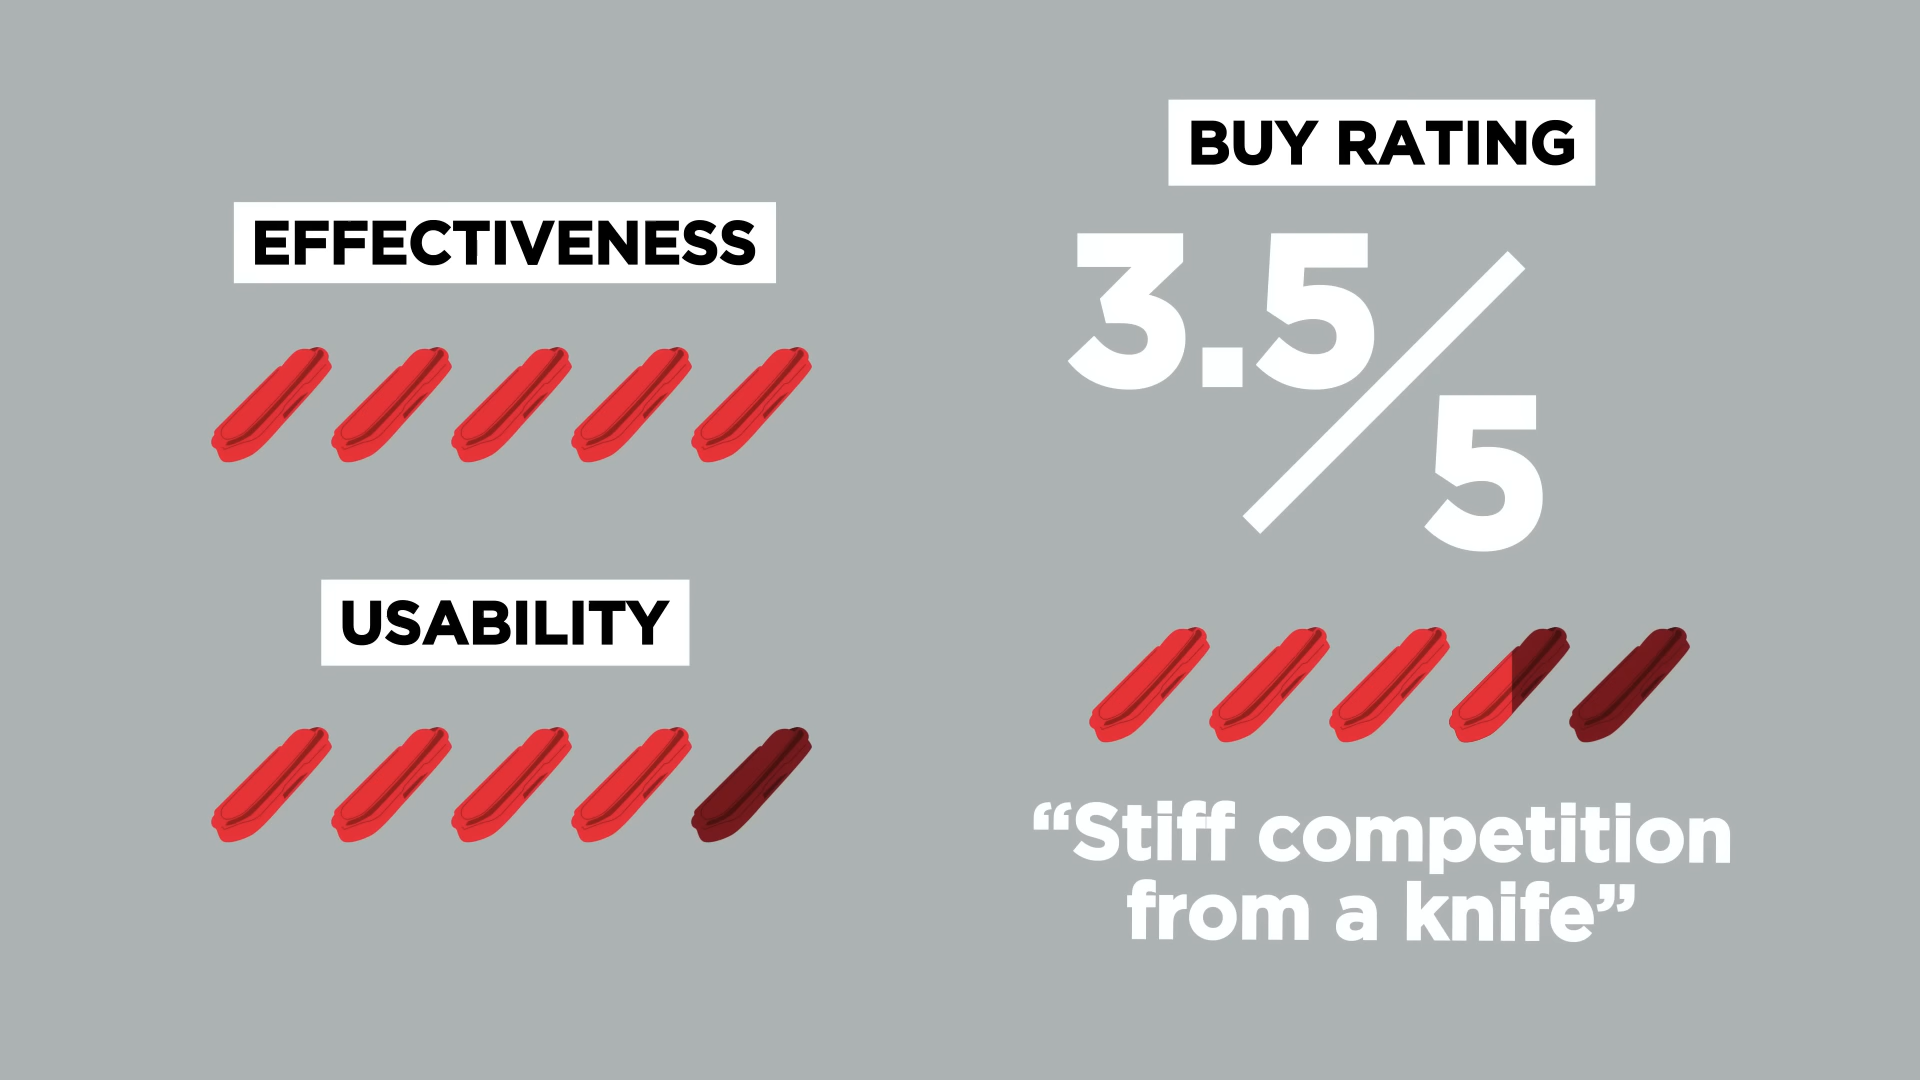 EFFECTIVENESS
USABILITY
BUY RATING
3.5/5
“Stiff competition
from a knife”